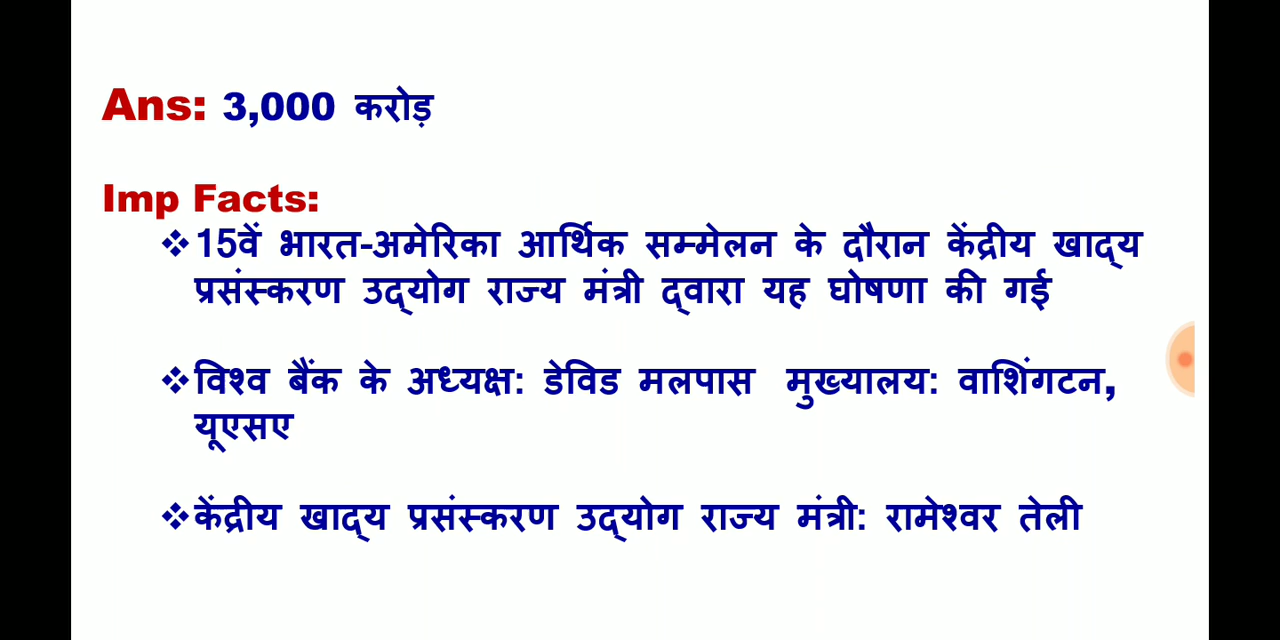 Ans: 3,000 करोड़
Imp Facts:
❖15वें भारत-अमेरिका आर्थिक सम्मेलन के दौरान केंद्रीय खाद्य
प्रसंस्करण उद्योग राज्य मंत्री द्वारा यह घोषणा की गई
❖विश्व बैंक के अध्यक्ष: डेविड मलपास मुख्यालय: वाशिंगटन,
यूएसए
❖केंद्रीय खाद्य प्रसंस्करण उद्योग राज्य मंत्री: रामेश्वर तेली